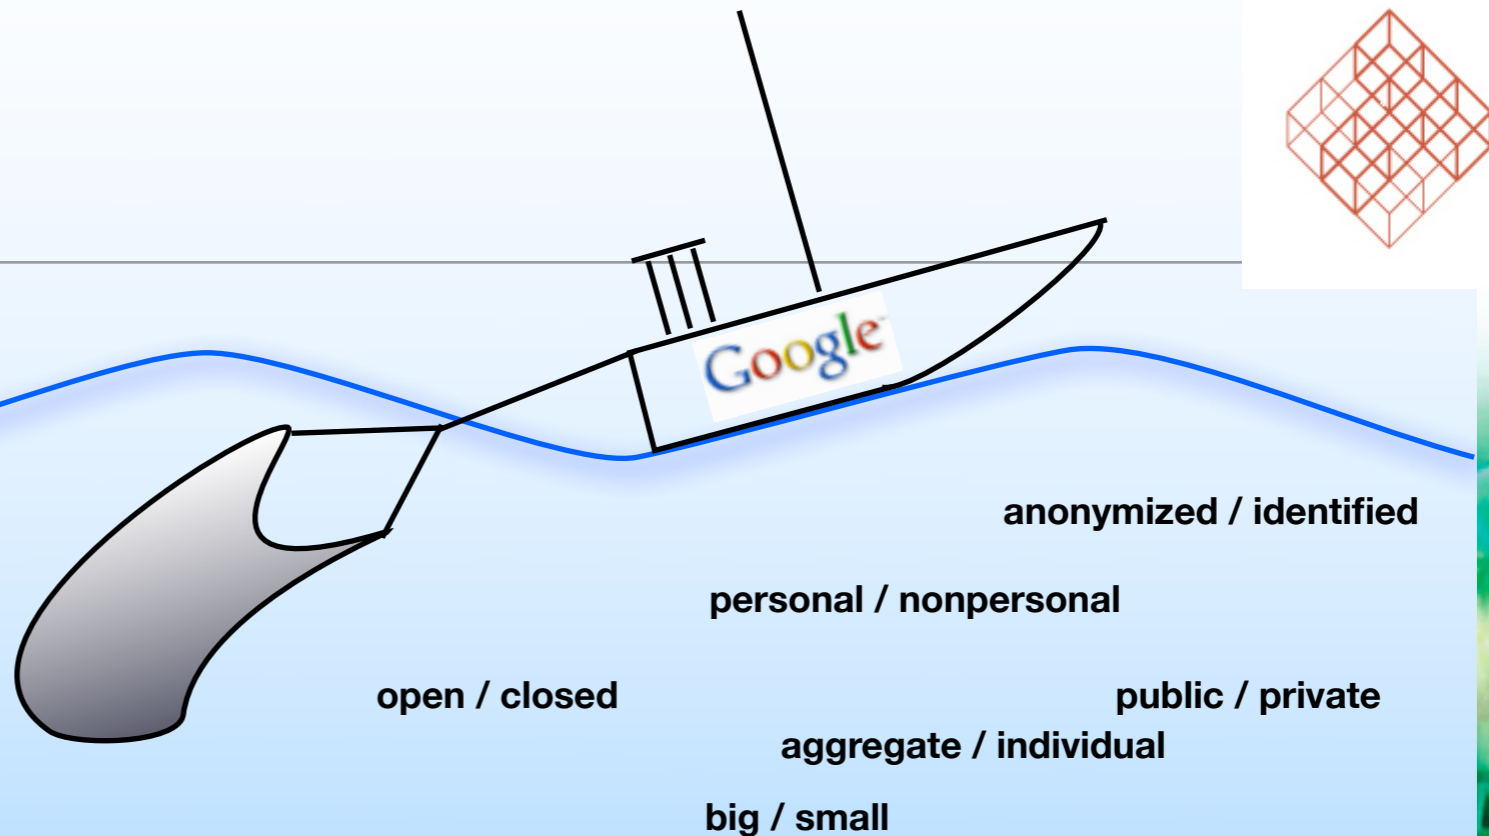 Google
anonymized / identified
personal / nonpersonal
open / closed
public / private
aggregate / individual
big / small